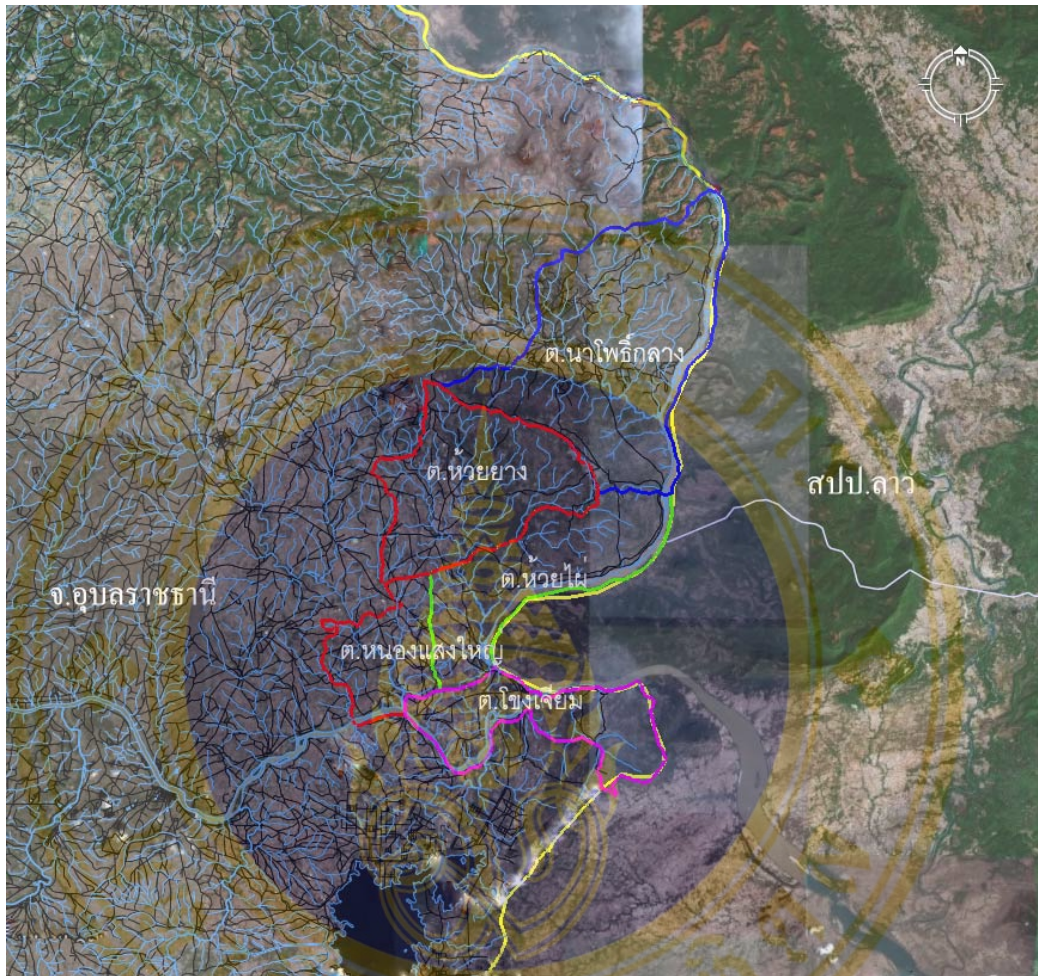 N
ต.นาโพธิ์กลาง
ต.ห้วยยาง
สปป.ลาว
ต.ห้วยไผ่
จ.อุบลราชธานี
ต.หนองแสงใหญ่
ต.โขงเจียม